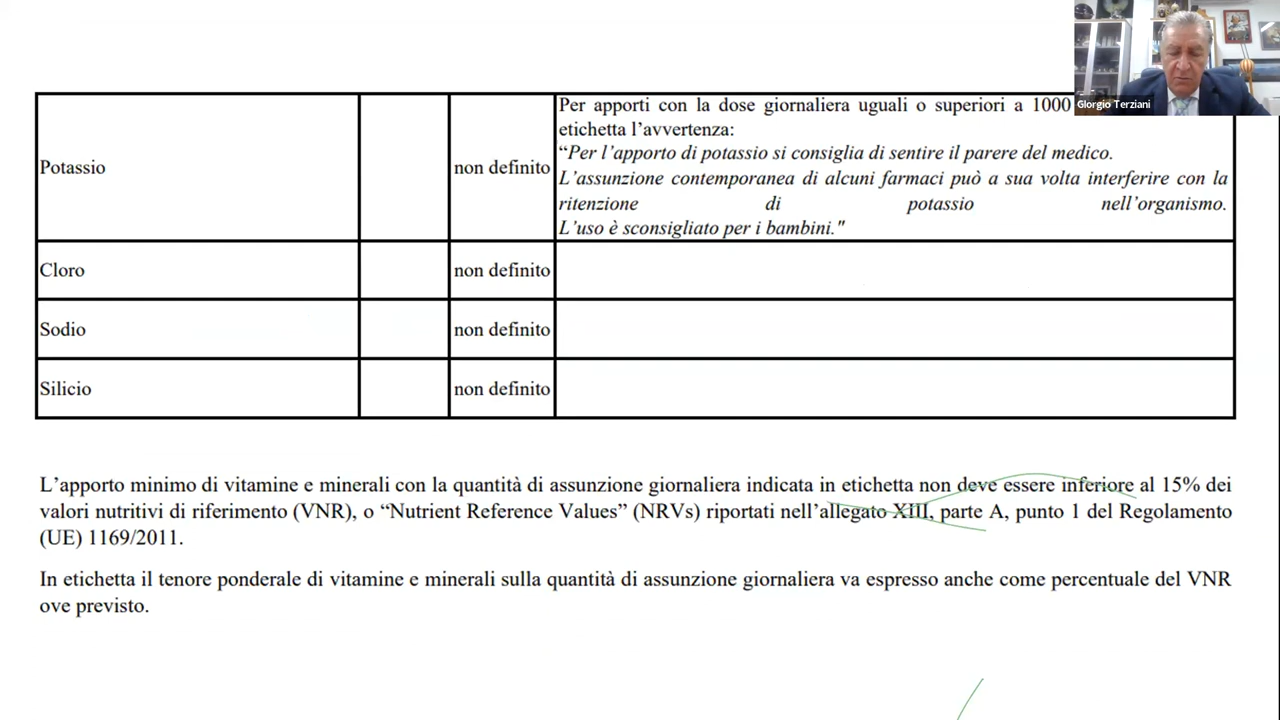 GIorgio Terziani
Per apporti con la dose giornaliera uguali o superiori a 1000
etichetta l’avvertenza:
Potassio
non definito
“Per l’apporto di potassio si consiglia di sentire il parere del medico.
L’assunzione contemporanea di alcuni farmaci può a sua volta interferire con la
ritenzione di potassio nell’organismo.
L’uso è sconsigliato per i bambini."
Cloro
non definito
Sodio
non definito
Silicio
non definito
L’apporto minimo di vitamine e minerali con la quantità di assunzione giornaliera indicata in etichetta non deve essere inferiore al 15% dei
valori nutritivi di riferimento (VNR), o “Nutrient Reference Values” (NRVs) riportati nell’allegato XIII, parte A, punto 1 del Regolamento
(UE) 1169/2011.
In etichetta il tenore ponderale di vitamine e minerali sulla quantità di assunzione giornaliera va espresso anche come percentuale del VNR
ove previsto.